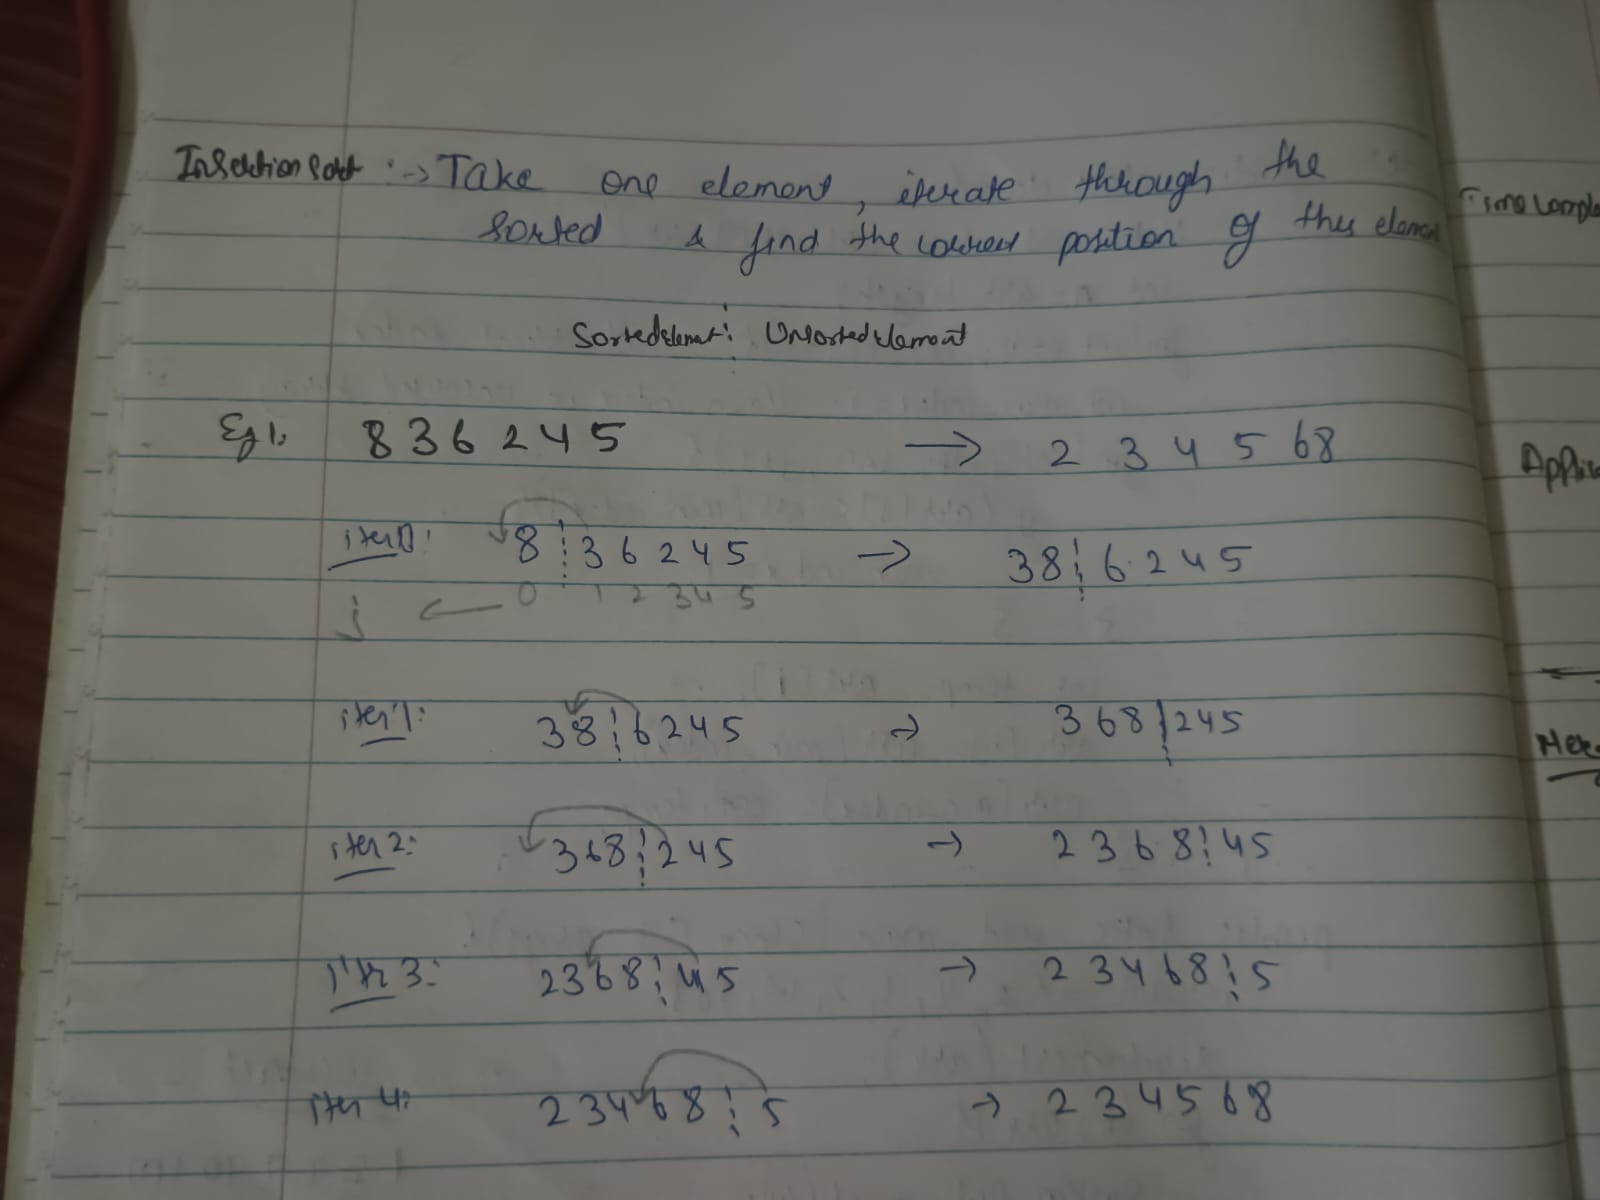 Insertion sort :-> Take one element, iterate through the
sorted & find the correct position of this element
Sorted element ¦ Unsorted element
Eg 1. 8 3 6 2 4 5 → 2 3 4 5 6 8
iter 0: 8 ¦ 3 6 2 4 5 → 3 8 ¦ 6 2 4 5
j ← 0 1 2 3 4 5
iter 1: 3 8 ¦ 6 2 4 5 → 3 6 8 ¦ 2 4 5
iter 2: 3 6 8 ¦ 2 4 5 → 2 3 6 8 ¦ 4 5
iter 3: 2 3 6 8 ¦ 4 5 → 2 3 4 6 8 ¦ 5
iter 4: 2 3 4 6 8 ¦ 5 → 2 3 4 5 6 8
Time Compl
Applic
Mer